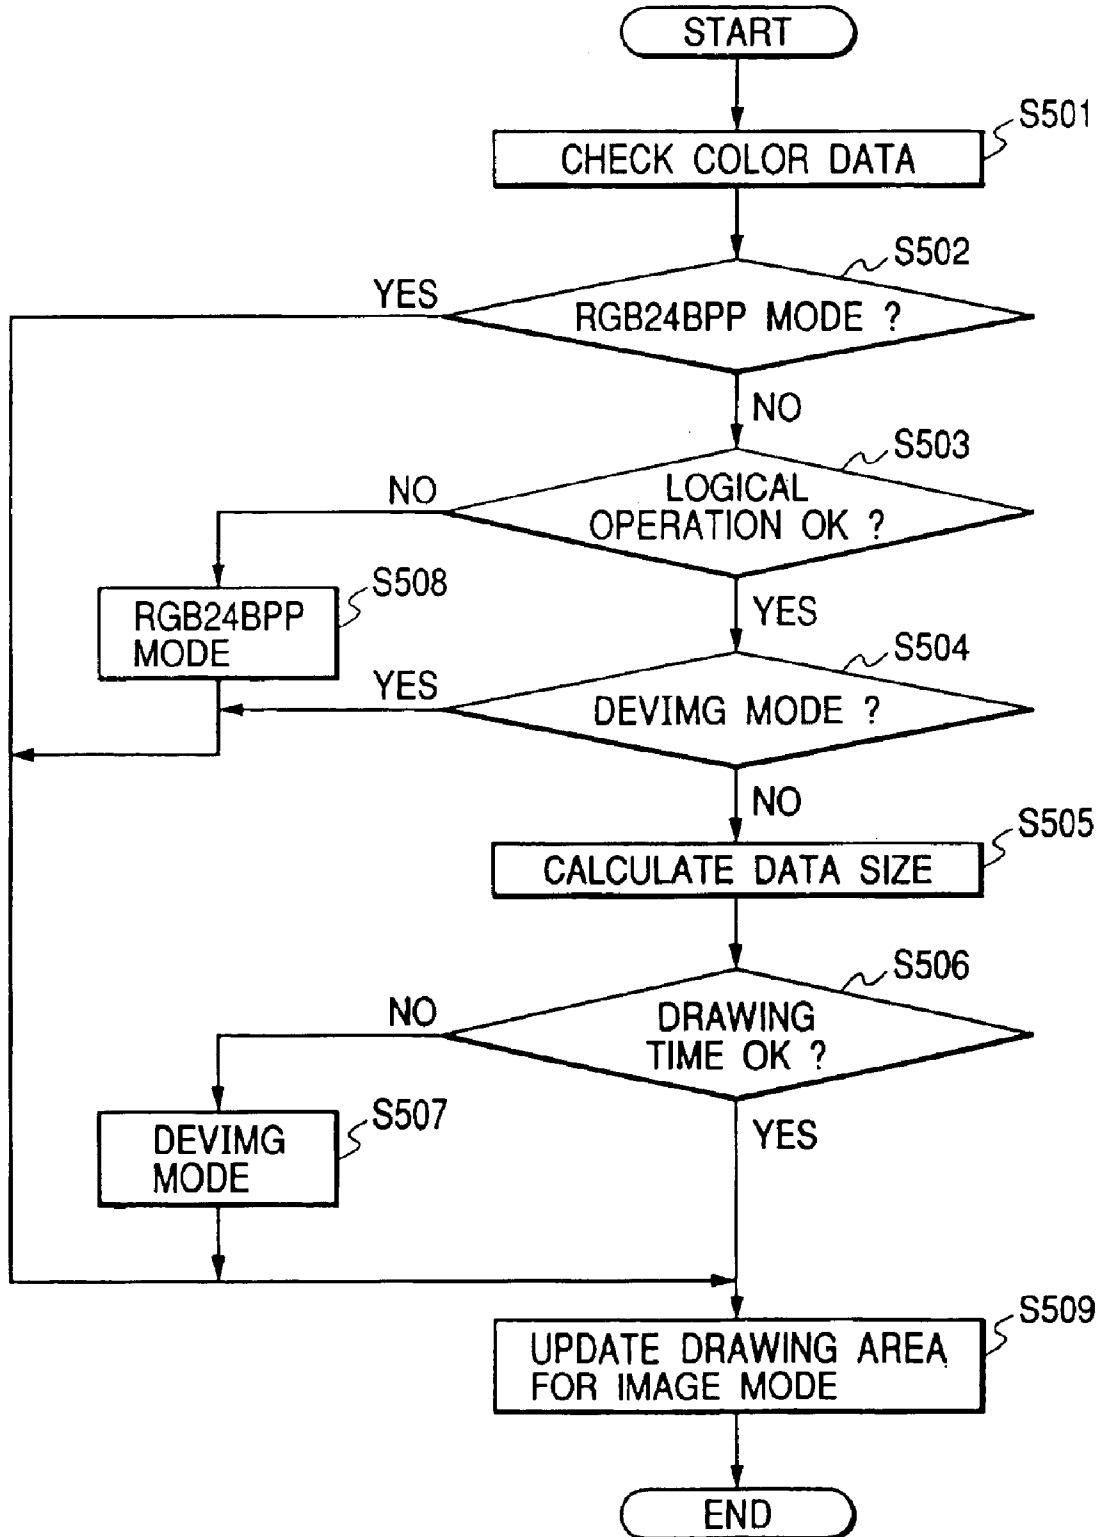 START
S501
CHECK COLOR DATA
S502
YES
RGB24BPP MODE ?
NO
S503
NO
LOGICAL
OPERATION OK ?
S508
RGB24BPP
MODE
YES
S504
YES
DEVIMG MODE ?
NO
S505
CALCULATE DATA SIZE
S506
NO
DRAWING
TIME OK ?
S507
DEVIMG
MODE
YES
S509
UPDATE DRAWING AREA
FOR IMAGE MODE
END